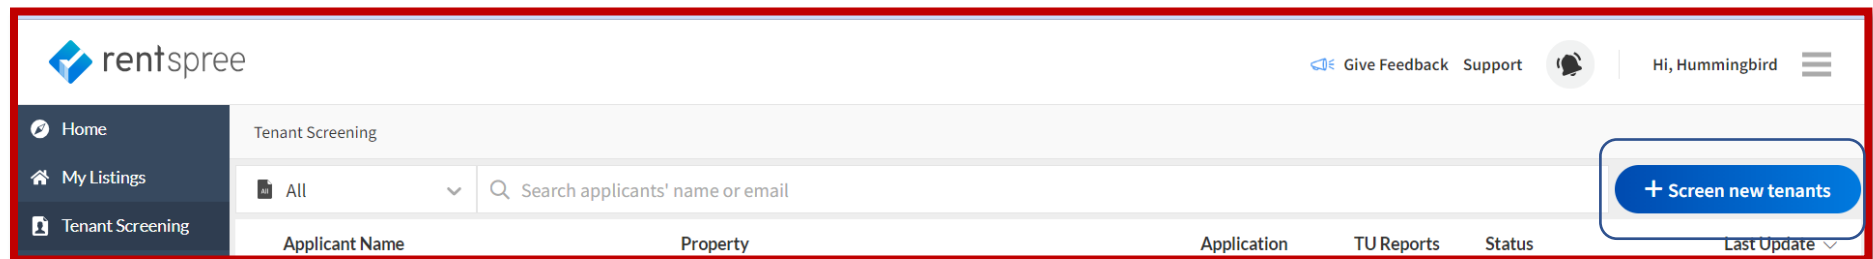 rentspree
Give Feedback Support Hi, Hummingbird
Home
Tenant Screening
My Listings
All
Search applicants' name or email
+ Screen new tenants
Tenant Screening
Applicant Name Property Application TU Reports Status Last Update